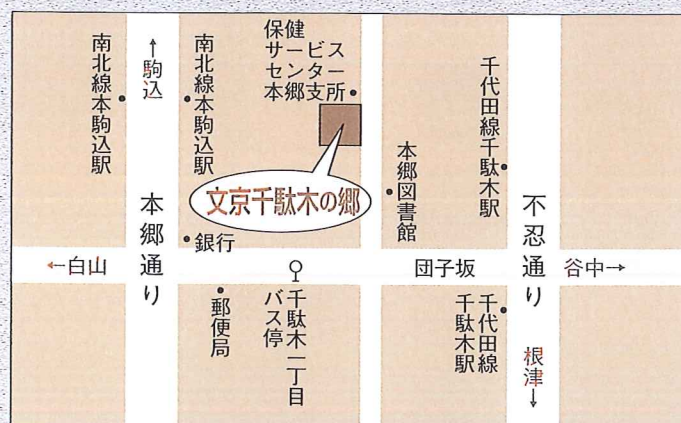 南北線本駒込駅
↑駒込
南北線本駒込駅
保健
サービス
センター
本郷支所
千代田線千駄木駅
本郷図書館
文京千駄木の郷
本郷通り
不忍通り
銀行
←白山
団子坂
谷中→
郵便局
千駄木一丁目
バス停
千代田線
千駄木駅
根津↓